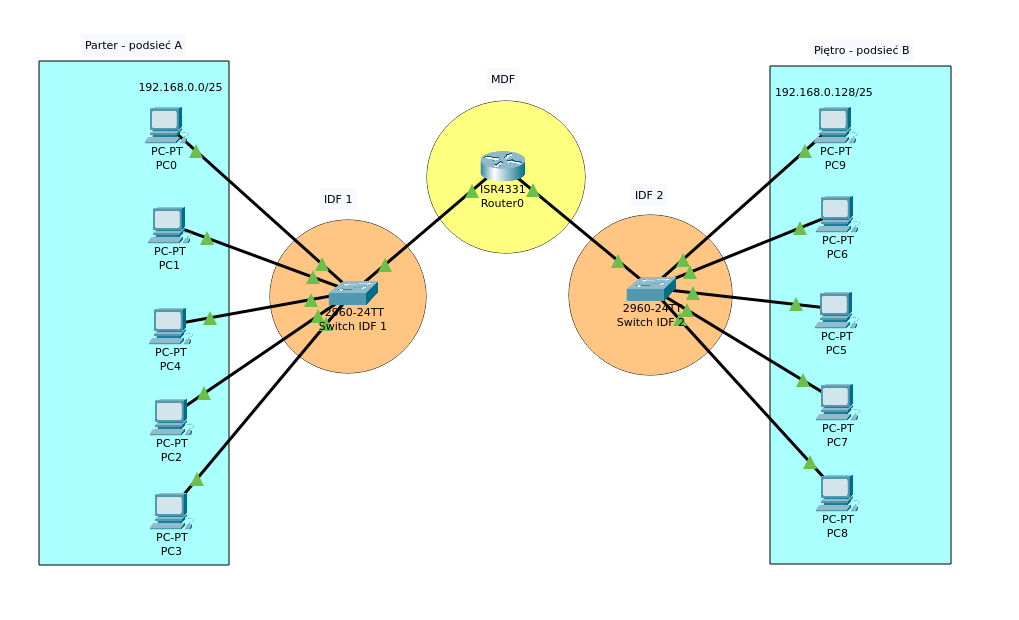 Parter - podsieć A
192.168.0.0/25
PC-PT
PC0
PC-PT
PC1
PC-PT
PC4
PC-PT
PC2
PC-PT
PC3
IDF 1
2960-24TT
Switch IDF 1
MDF
ISR4331
Router0
IDF 2
2960-24TT
Switch IDF 2
Piętro - podsieć B
192.168.0.128/25
PC-PT
PC9
PC-PT
PC6
PC-PT
PC5
PC-PT
PC7
PC-PT
PC8